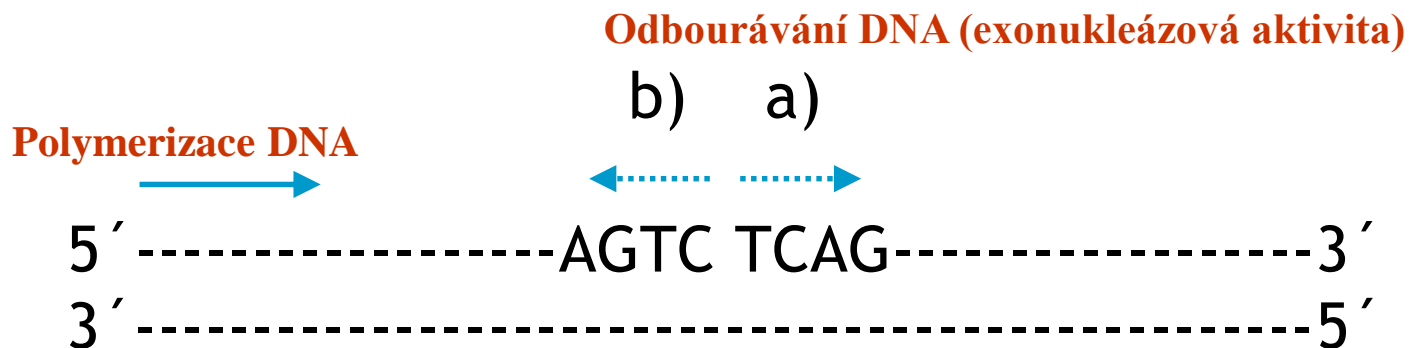 Odbourávání DNA (exonukleázová aktivita)
b) a)
Polymerizace DNA
5´-----------------AGTC TCAG-----------------3´
3´-----------------------------------------------5´